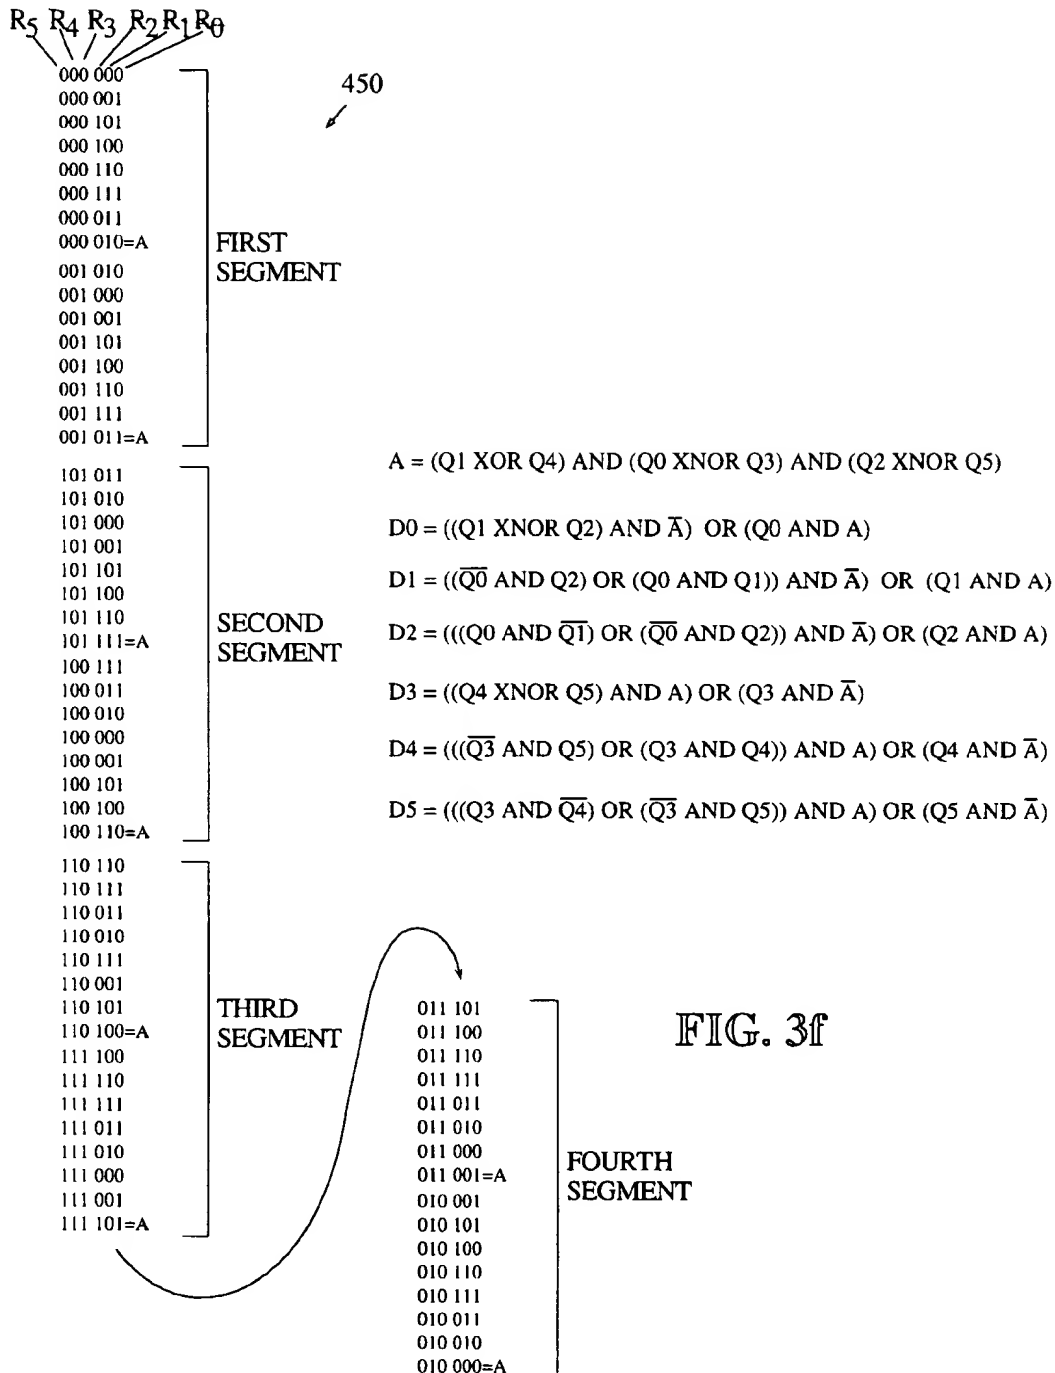 R5 R4 R3 R2 R1 R0
450
000 000
000 001
000 101
000 100
000 110
000 111
000 011
000 010=A
001 010
001 000
001 001
001 101
001 100
001 110
001 111
001 011=A
FIRST
SEGMENT
101 011
101 010
101 000
101 001
101 101
101 100
101 110
101 111=A
100 111
100 011
100 010
100 000
100 001
100 101
100 100
100 110=A
SECOND
SEGMENT
A = (Q1 XOR Q4) AND (Q0 XNOR Q3) AND (Q2 XNOR Q5)
D0 = ((Q1 XNOR Q2) AND A̅) OR (Q0 AND A)
D1 = ((Q̅0̅ AND Q2) OR (Q0 AND Q1)) AND A̅) OR (Q1 AND A)
D2 = (((Q0 AND Q̅1̅) OR (Q̅0̅ AND Q2)) AND A̅) OR (Q2 AND A)
D3 = ((Q4 XNOR Q5) AND A) OR (Q3 AND A̅)
D4 = (((Q̅3̅ AND Q5) OR (Q3 AND Q4)) AND A) OR (Q4 AND A̅)
D5 = (((Q3 AND Q̅4̅) OR (Q̅3̅ AND Q5)) AND A) OR (Q5 AND A̅)
110 110
110 111
110 011
110 010
110 111
110 001
110 101
110 100=A
111 100
111 110
111 111
111 011
111 010
111 000
111 001
111 101=A
THIRD
SEGMENT
011 101
011 100
011 110
011 111
011 011
011 010
011 000
011 001=A
010 001
010 101
010 100
010 110
010 111
010 011
010 010
010 000=A
FOURTH
SEGMENT
FIG. 3f